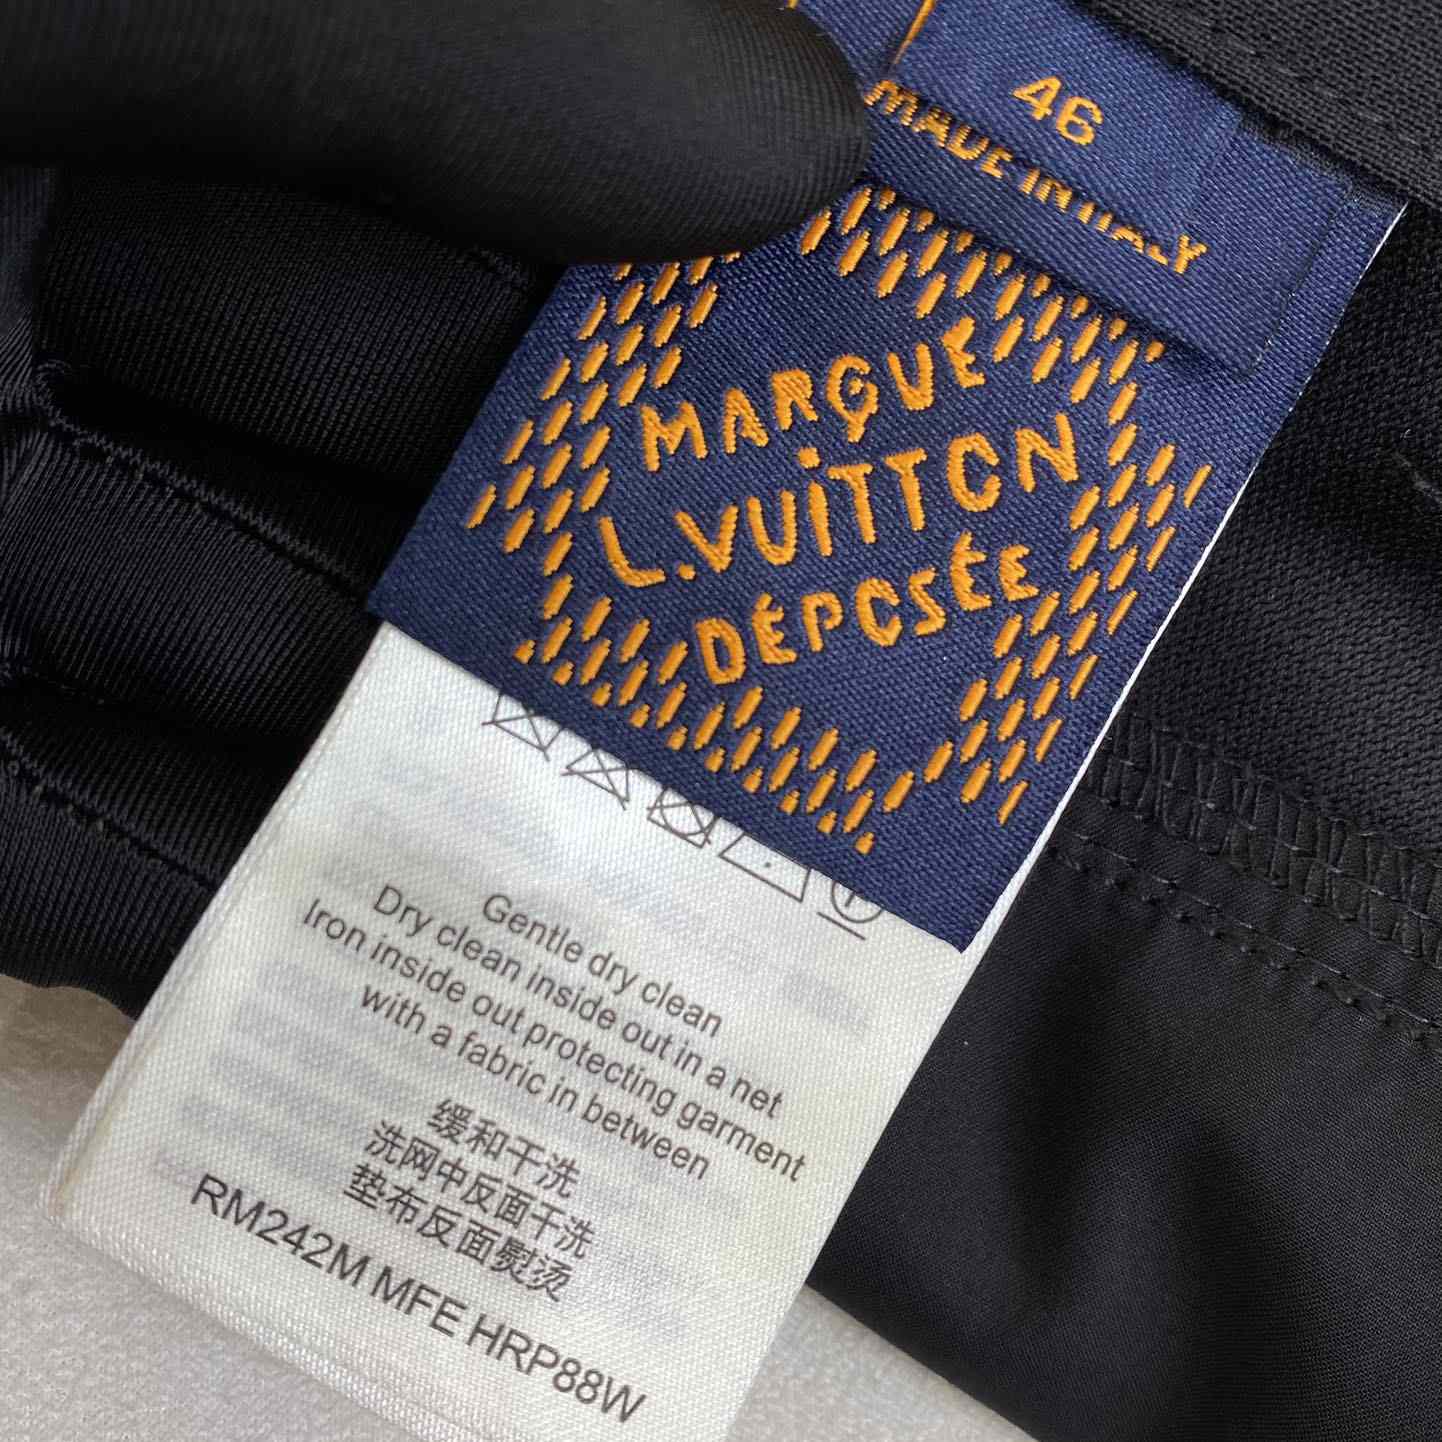 46
MADE IN ITALY
MARQUE
L.VUITTON
DÉPOSÉE
Gentle dry clean
Dry clean inside out in a net
Iron inside out protecting garment
with a fabric in between
缓和干洗
洗网中反面干洗
垫布反面熨烫
RM242M MFE HRP88W